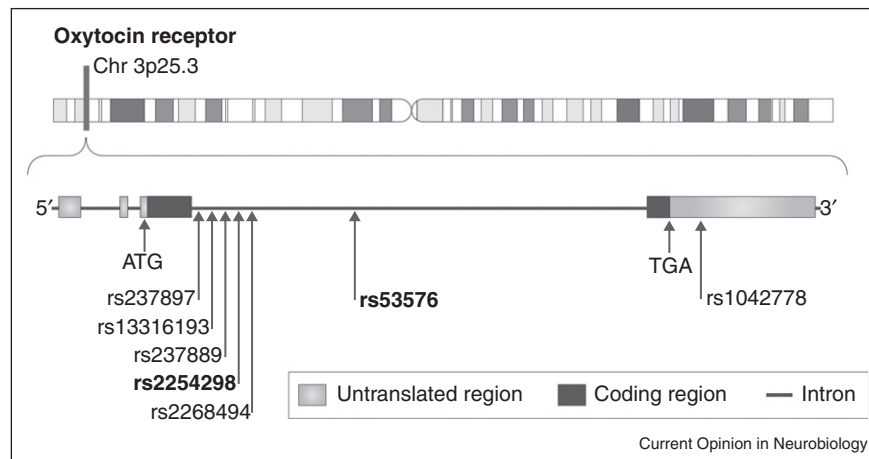 Oxytocin receptor
Chr 3p25.3
5′
3′
ATG
TGA
rs237897
rs53576
rs1042778
rs13316193
rs237889
rs2254298
rs2268494
Untranslated region
Coding region
Intron
Current Opinion in Neurobiology